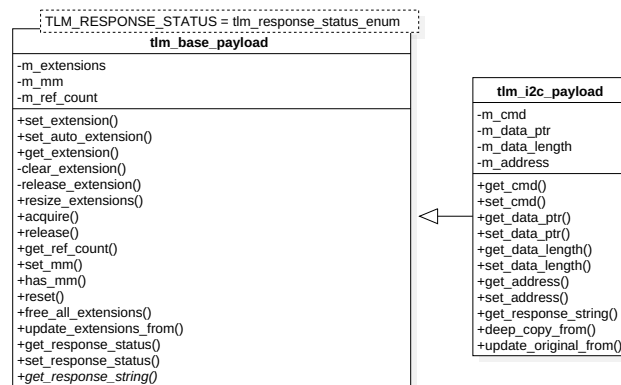 TLM_RESPONSE_STATUS = tlm_response_status_enum
tlm_base_payload
-m_extensions
-m_mm
-m_ref_count
+set_extension()
+set_auto_extension()
+get_extension()
-clear_extension()
-release_extension()
+resize_extensions()
+acquire()
+release()
+get_ref_count()
+set_mm()
+has_mm()
+reset()
+free_all_extensions()
+update_extensions_from()
+get_response_status()
+set_response_status()
+get_response_string()
tlm_i2c_payload
-m_cmd
-m_data_ptr
-m_data_length
-m_address
+get_cmd()
+set_cmd()
+get_data_ptr()
+set_data_ptr()
+get_data_length()
+set_data_length()
+get_address()
+set_address()
+get_response_string()
+deep_copy_from()
+update_original_from()